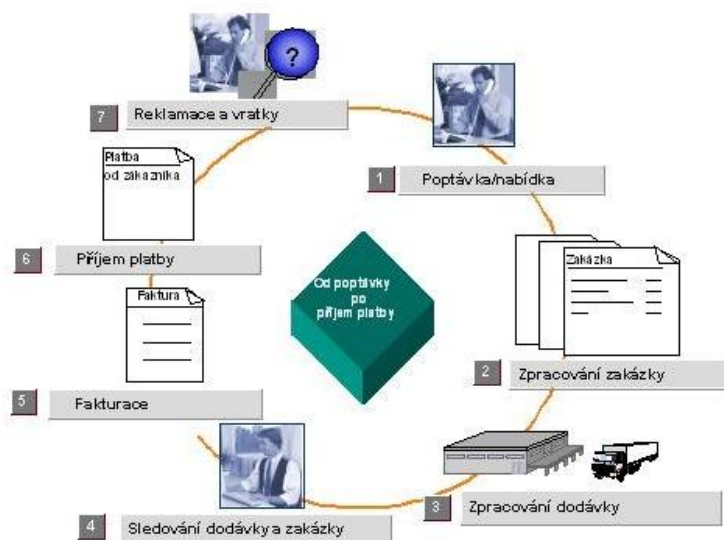 ?
7
Reklamace a vratky
1
Poptávka/nabídka
Platba
od zákazníka
6
Příjem platby
Zakázka
Od poptávky
po
příjem platby
Faktura
2
Zpracování zakázky
5
Fakturace
3
Zpracování dodávky
4
Sledování dodávky a zakázky